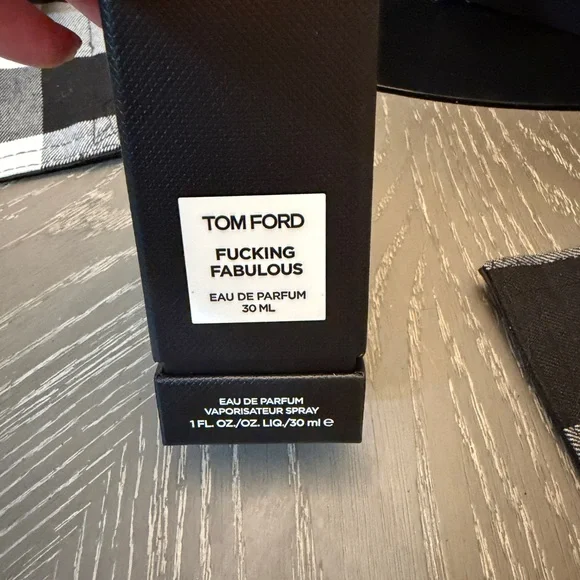 TOM FORD
FUCKING
FABULOUS
EAU DE PARFUM
30 ML
EAU DE PARFUM
VAPORISATEUR SPRAY
1 FL. OZ./OZ. LIQ./30 ml ℮